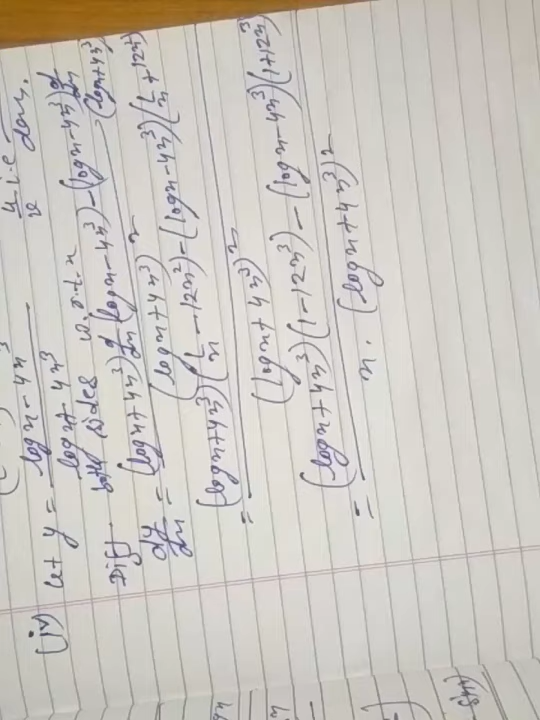 (iv) let y = (log x - 4x³) / (log x + 4x³)    u/v i.e form.
Diff. both sides w.r.t. x
dy/dx = [(log x + 4x³) d/dx (log x - 4x³) - (log x - 4x³) d/dx (log x + 4x³)] / (log x + 4x³)²
= [(log x + 4x³)(1/x - 12x²) - (log x - 4x³)(1/x + 12x²)] / (log x + 4x³)²
= [(log x + 4x³)(1 - 12x³) - (log x - 4x³)(1 + 12x³)] / x. (log x + 4x³)²